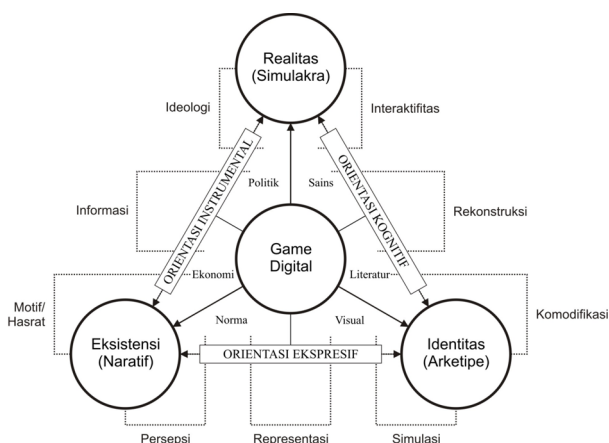 Realitas
(Simulakra)
Ideologi
Interaktifitas
ORIENTASI INSTRUMENTAL
ORIENTASI KOGNITIF
Politik
Sains
Informasi
Rekonstruksi
Game
Digital
Ekonomi
Literatur
Motif/
Hasrat
Komodifikasi
Norma
Visual
Eksistensi
(Naratif)
Identitas
(Arketipe)
ORIENTASI EKSPRESIF
Persepsi
Representasi
Simulasi